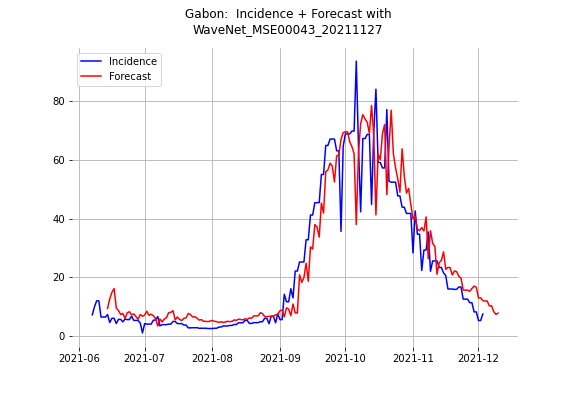 Gabon:  Incidence + Forecast with
WaveNet_MSE00043_20211127
Incidence
Forecast
80
60
40
20
0
2021-06 2021-07 2021-08 2021-09 2021-10 2021-11 2021-12